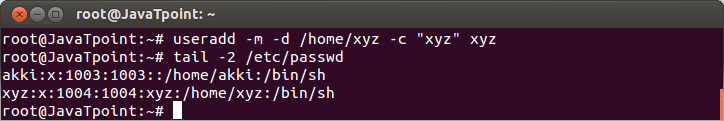 root@JavaTpoint: ~
root@JavaTpoint:~# useradd -m -d /home/xyz -c "xyz" xyz
root@JavaTpoint:~# tail -2 /etc/passwd
akki:x:1003:1003::/home/akki:/bin/sh
xyz:x:1004:1004:xyz:/home/xyz:/bin/sh
root@JavaTpoint:~#